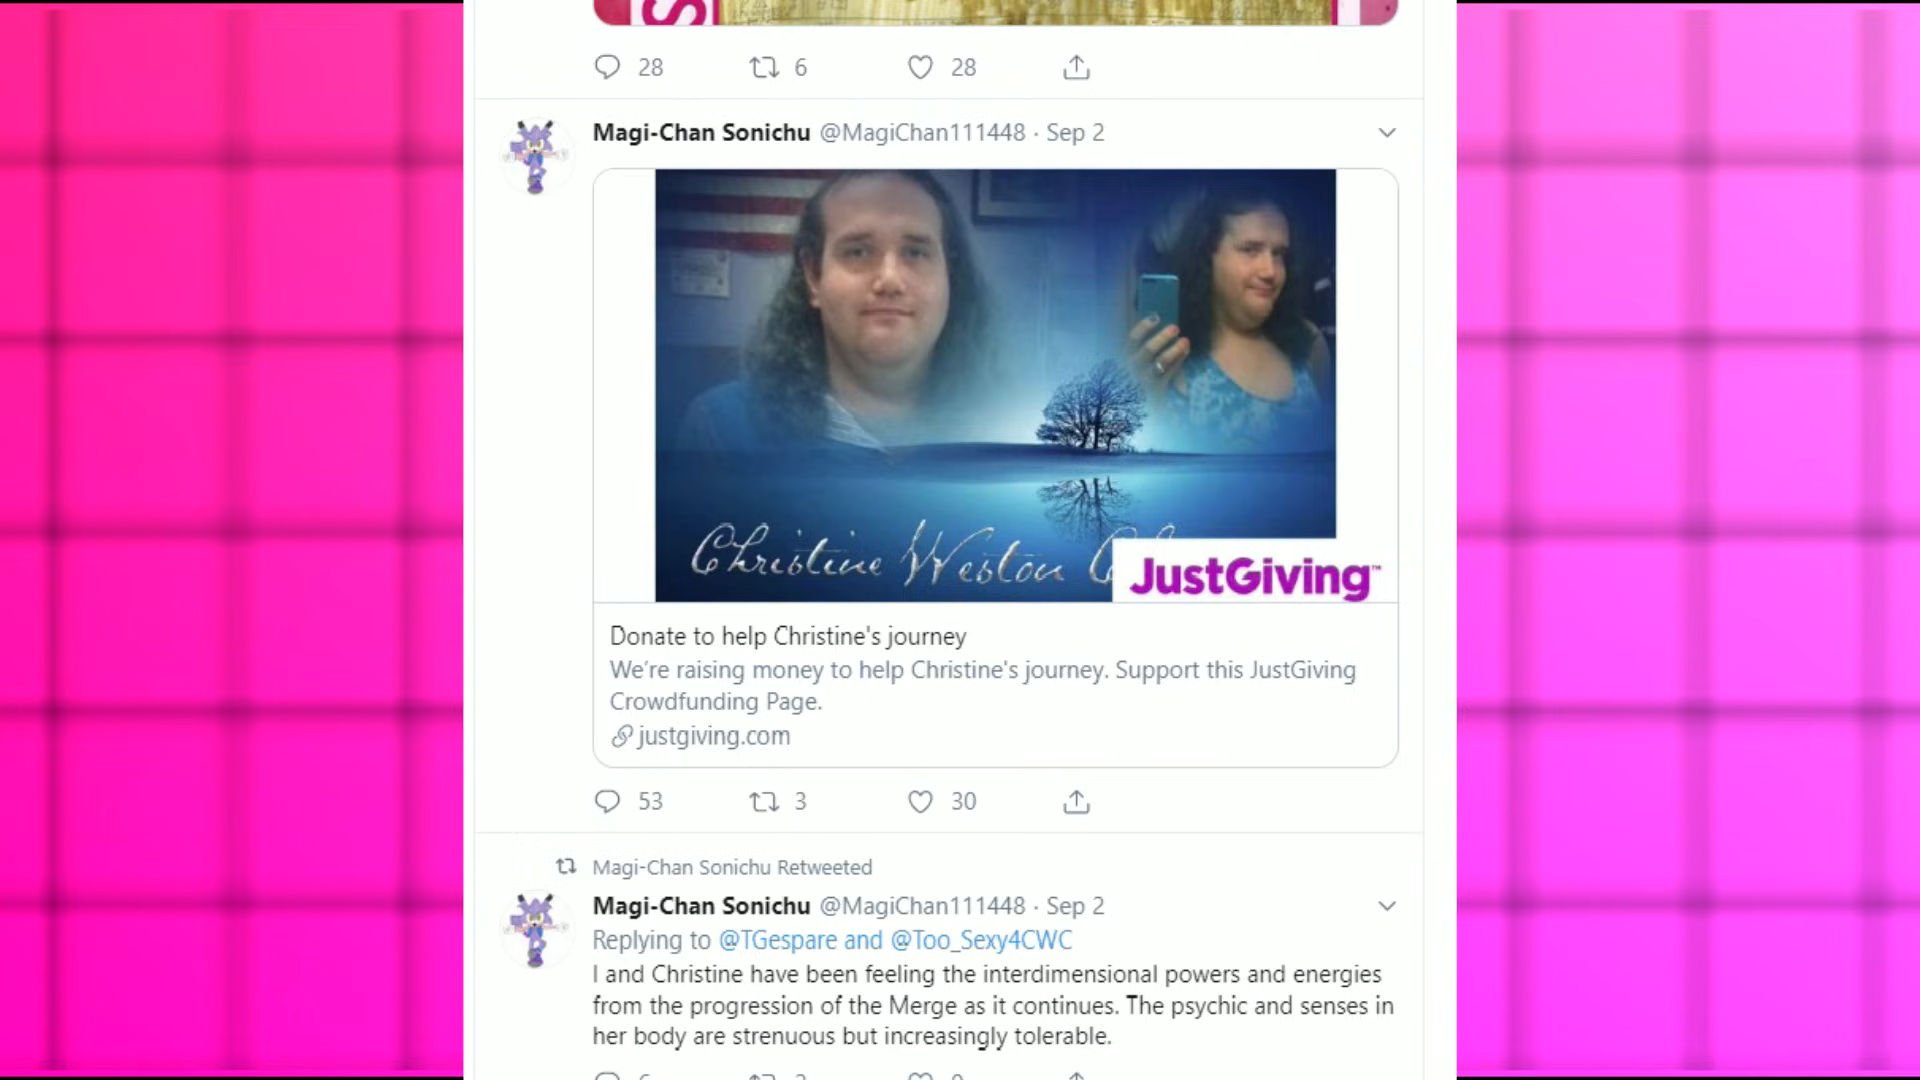 28 6 28
Magi-Chan Sonichu @MagiChan111448 · Sep 2
Christine Weston
JustGiving™
Donate to help Christine's journey
We're raising money to help Christine's journey. Support this JustGiving
Crowdfunding Page.
justgiving.com
53 3 30
Magi-Chan Sonichu Retweeted
Magi-Chan Sonichu @MagiChan111448 · Sep 2
Replying to @TGespare and @Too_Sexy4CWC
I and Christine have been feeling the interdimensional powers and energies
from the progression of the Merge as it continues. The psychic and senses in
her body are strenuous but increasingly tolerable.